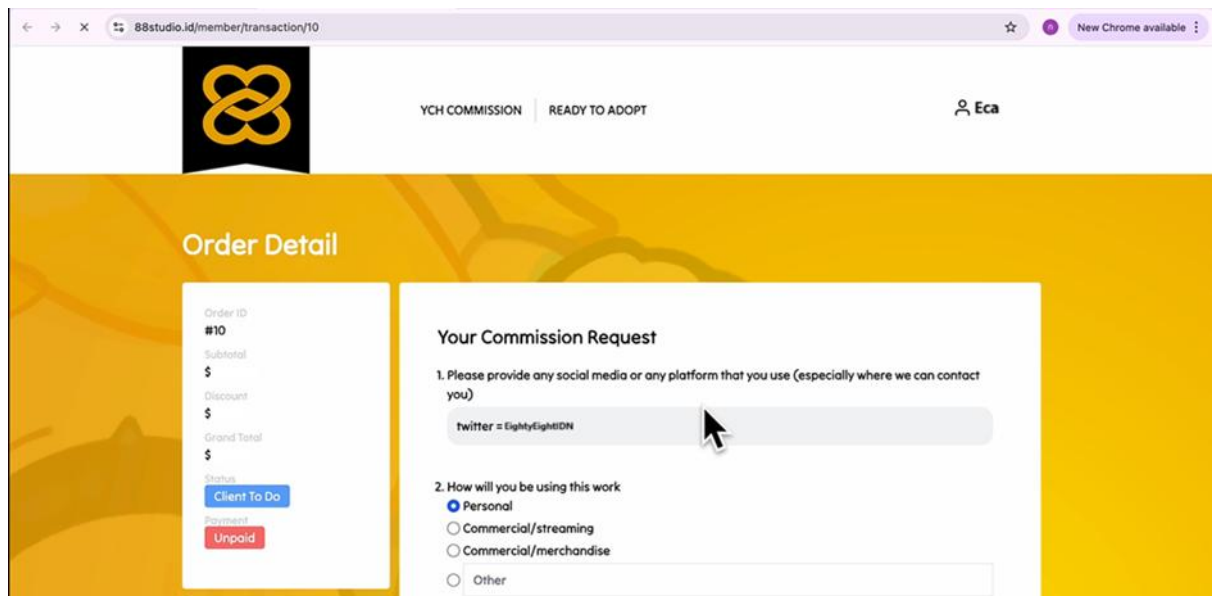 88studio.id/member/transaction/10
New Chrome available
YCH COMMISSION
READY TO ADOPT
Eca
Order Detail
Order ID
#10
Subtotal
$
Discount
$
Grand Total
$
Status
Client To Do
Payment
Unpaid
Your Commission Request
1. Please provide any social media or any platform that you use (especially where we can contact
you)
twitter = EightyEightIDN
2. How will you be using this work
Personal
Commercial/streaming
Commercial/merchandise
Other